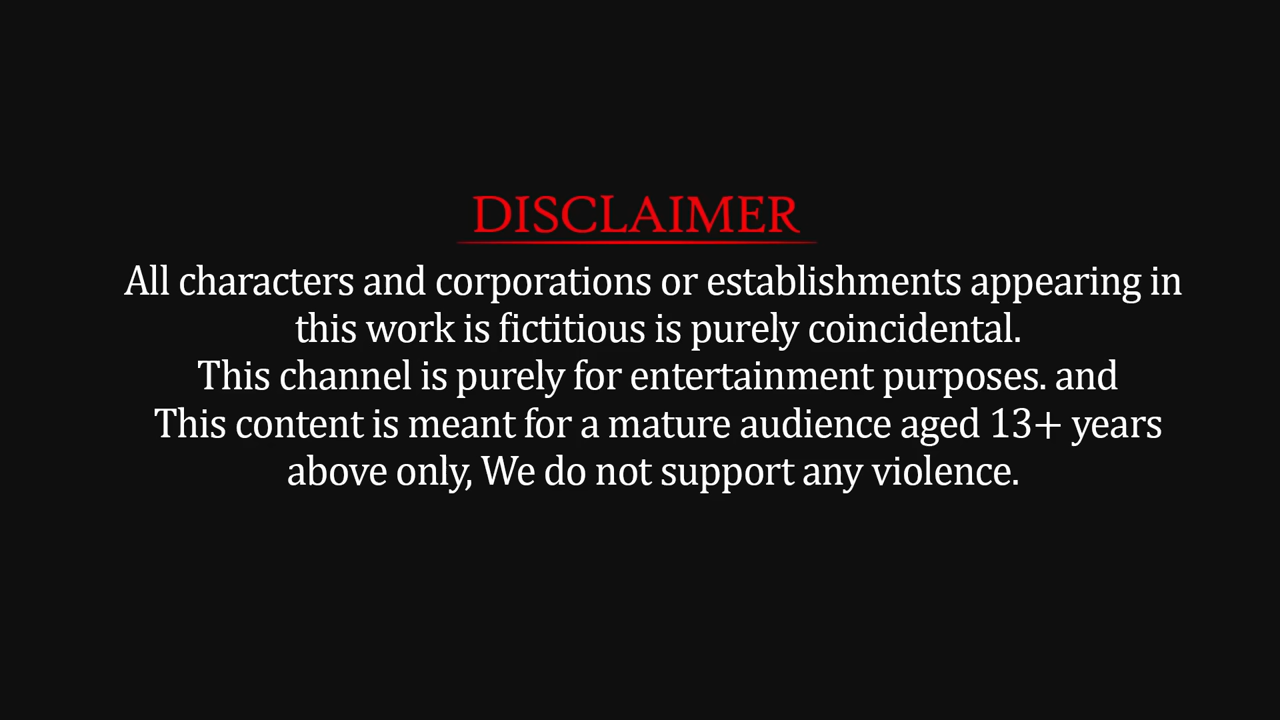 DISCLAIMER
All characters and corporations or establishments appearing in
this work is fictitious is purely coincidental.
This channel is purely for entertainment purposes. and
This content is meant for a mature audience aged 13+ years
above only, We do not support any violence.